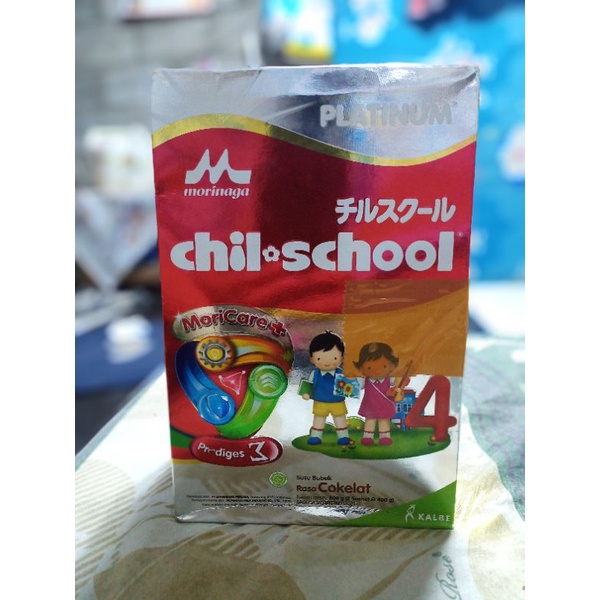 PLATINUM
morinaga
チルスクール
chil school
MoriCare +
Prodiges 3
4
Susu Bubuk
Rasa Cokelat
KALBE
Rosé